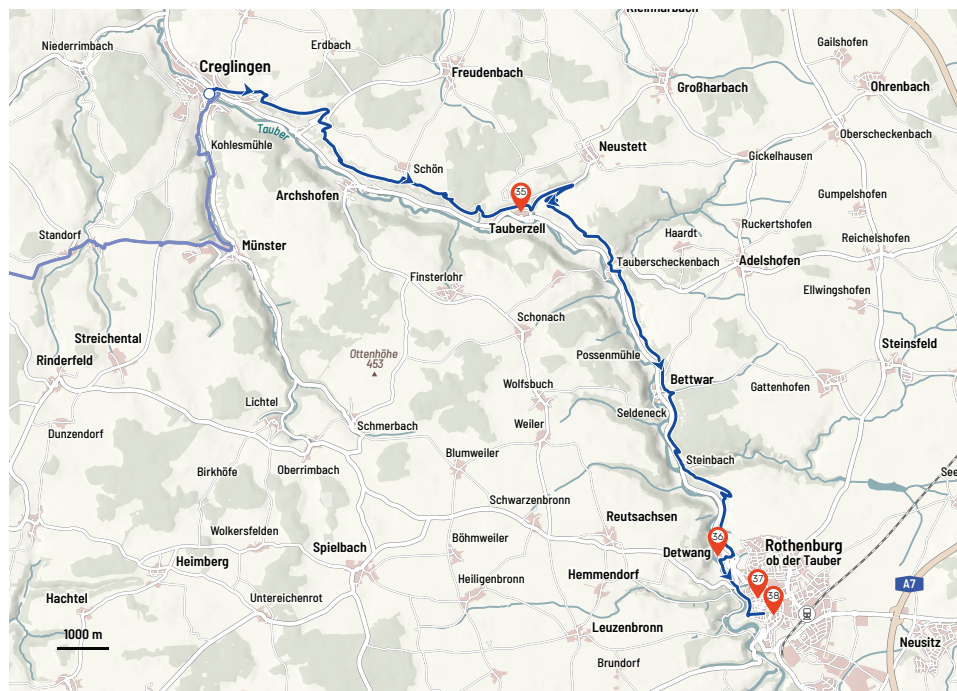 Kleinharbach
Niederrimbach
Erdbach
Gailshofen
Creglingen
Freudenbach
Großharbach
Ohrenbach
Tauber
Oberscheckenbach
Kohlesmühle
Neustett
Gickelhausen
Schön
Archshofen
35
Gumpelshofen
Tauberzell
Ruckertshofen
Standorf
Haardt
Reichelshofen
Münster
Tauberscheckenbach
Adelshofen
Finsterlohr
Ellwingshofen
Schonach
Streichental
Steinsfeld
Rinderfeld
Ottenhöhe
453
Possenmühle
Bettwar
Wolfsbuch
Gattenhofen
Lichtel
Seldeneck
Schmerbach
Weiler
Dunzendorf
Blumweiler
Steinbach
Birkhöfe
Oberrimbach
See
Schwarzenbronn
Reutsachsen
Wolkersfelden
Böhmweiler
36
Spielbach
Detwang
Rothenburg
ob der Tauber
Heimberg
Heiligenbronn
Hemmendorf
37
A7
Hachtel
Untereichenrot
38
1000 m
Leuzenbronn
Neusitz
Brundorf